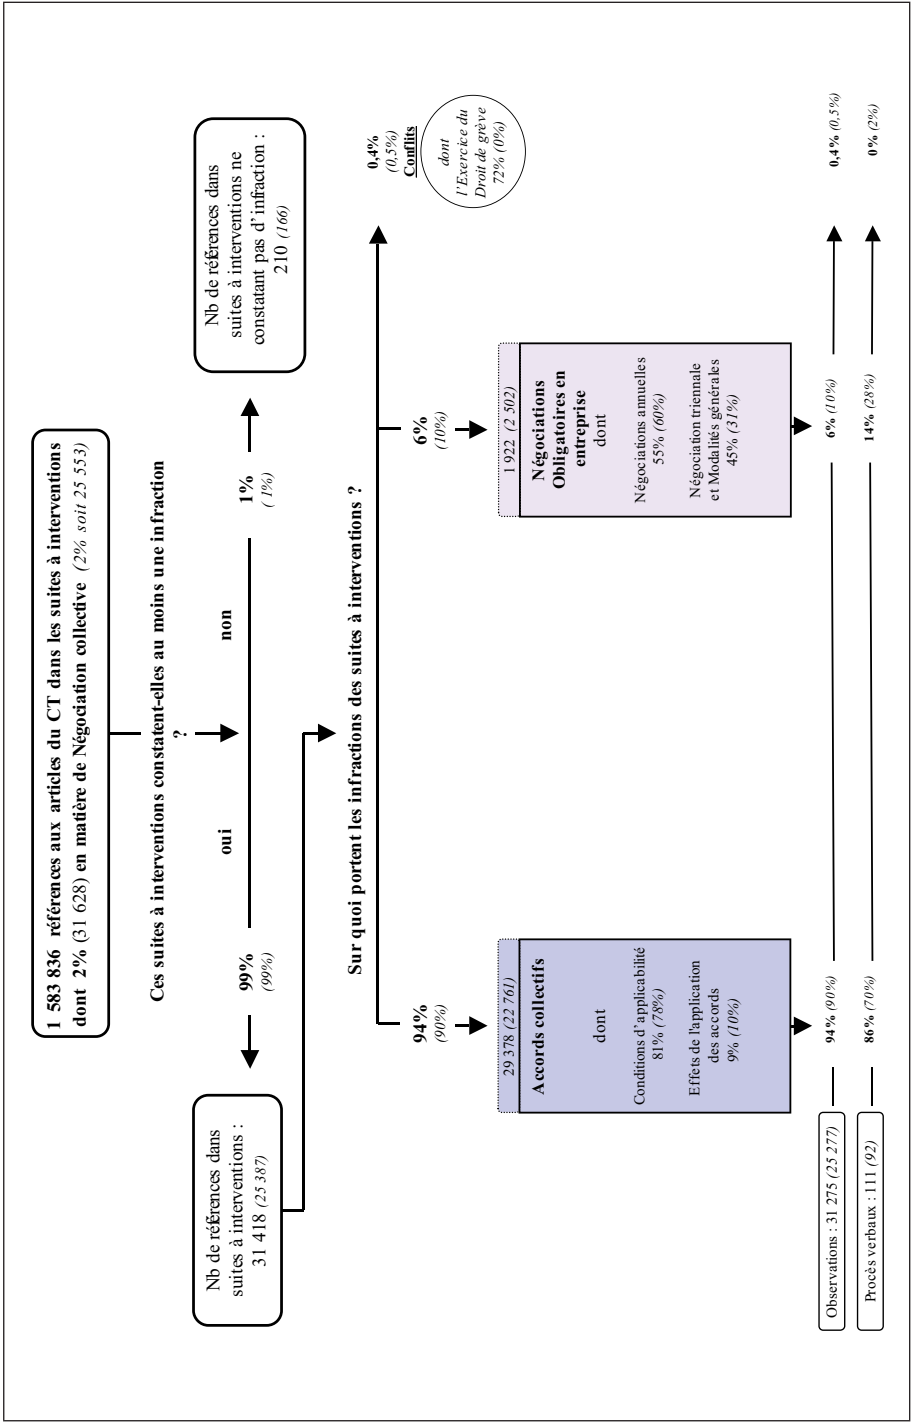 1 583 836 références aux articles du CT dans les suites à interventions
dont 2% (31 628) en matière de Négociation collective (2% soit 25 553)
Ces suites à interventions constatent-elles au moins une infraction
?
oui
non
99%
(99%)
1%
(1%)
Nb de références dans
suites à interventions :
31 418 (25 387)
Nb de références dans
suites à interventions ne
constatant pas d'infraction :
210 (166)
Sur quoi portent les infractions des suites à interventions ?
94%
(90%)
6%
(10%)
0,4%
(0,5%)
Conflits
dont
l'Exercice du
Droit de grève
72% (0%)
29 378 (22 761)
Accords collectifs
dont
Conditions d'applicabilité
81% (78%)
Effets de l'application
des accords
9% (10%)
1 922 (2 502)
Négociations
Obligatoires en
entreprise
dont
Négociations annuelles
55% (60%)
Négociation triennale
et Modalités générales
45% (31%)
Observations : 31 275 (25 277)
94% (90%)
6% (10%)
0,4% (0,5%)
Procès verbaux : 111 (92)
86% (70%)
14% (28%)
0% (2%)